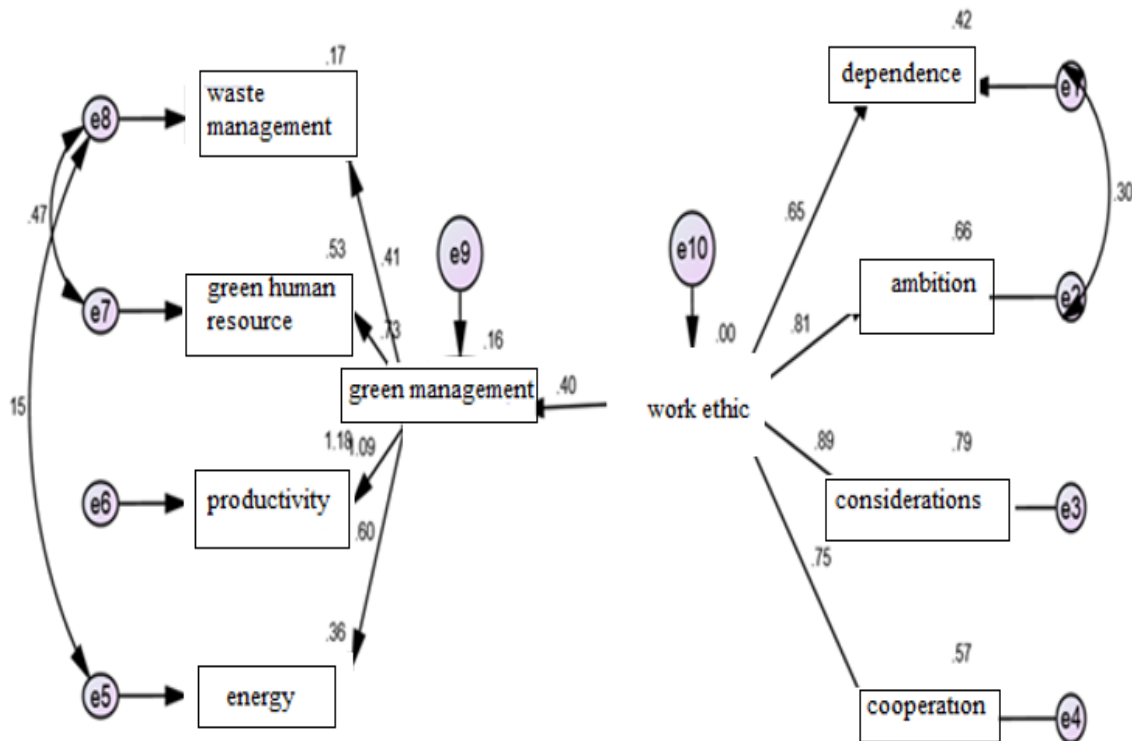 .42
.17
dependence
waste
management
e8
e1
.47
.65
.30
.53
.41
e9
e10
.66
green human
resource
ambition
e7
e2
.73
.16
.00
.81
green management
.40
work ethic
15
1.18
1.09
.89
.79
productivity
considerations
e6
e3
.60
.75
.36
.57
energy
cooperation
e5
e4